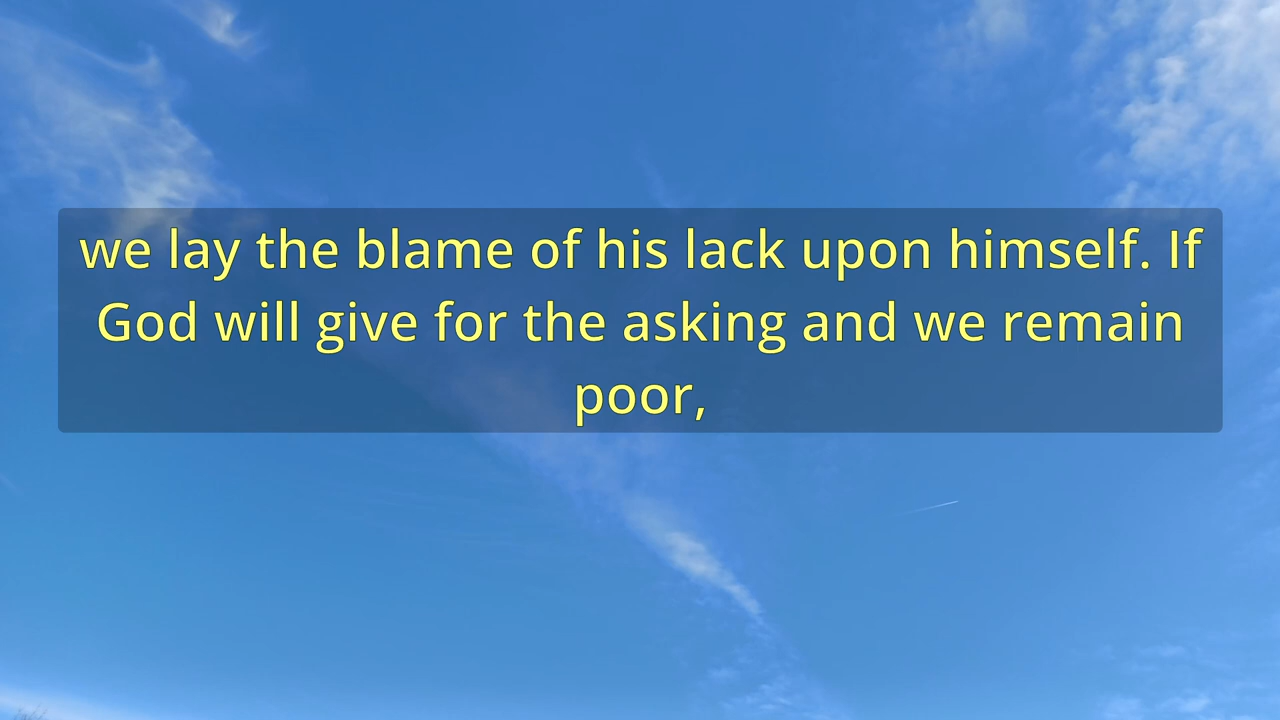 we lay the blame of his lack upon himself. If
God will give for the asking and we remain
poor,